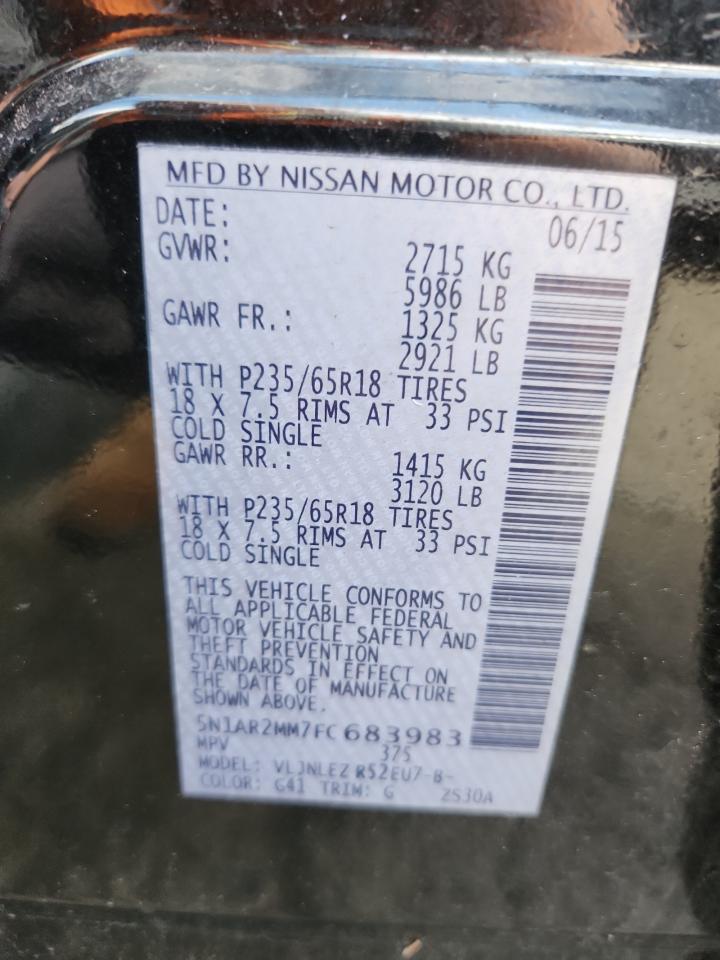 MFD BY NISSAN MOTOR CO., LTD.
DATE: 06/15
GVWR: 2715 KG
5986 LB
GAWR FR.: 1325 KG
2921 LB
WITH P235/65R18 TIRES
18 X 7.5 RIMS AT 33 PSI
COLD SINGLE
GAWR RR.: 1415 KG
3120 LB
WITH P235/65R18 TIRES
18 X 7.5 RIMS AT 33 PSI
COLD SINGLE
THIS VEHICLE CONFORMS TO
ALL APPLICABLE FEDERAL
MOTOR VEHICLE SAFETY AND
THEFT PREVENTION
STANDARDS IN EFFECT ON
THE DATE OF MANUFACTURE
SHOWN ABOVE.
5N1AR2MM7FC683983
MPV 375
MODEL: VLJNLEZ R52EU7-B-
COLOR: G41 TRIM: G 2S30A